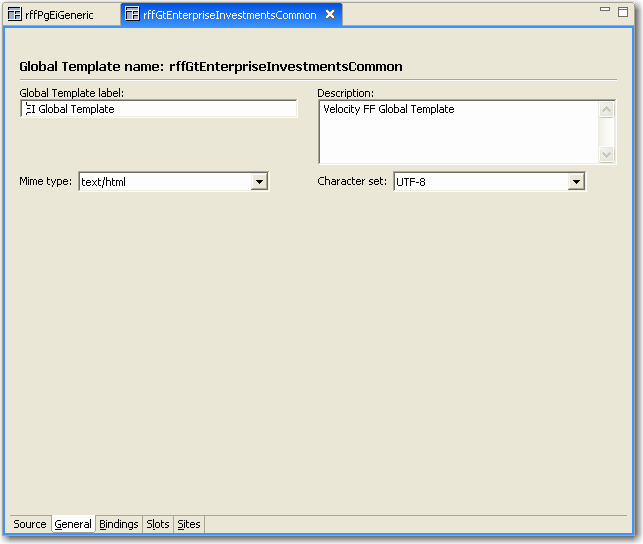 rffPgEiGeneric rffGtEnterpriseInvestmentsCommon
Global Template name: rffGtEnterpriseInvestmentsCommon
Global Template label: Description:
EI Global Template Velocity FF Global Template
Mime type: text/html Character set: UTF-8
Source General Bindings Slots Sites